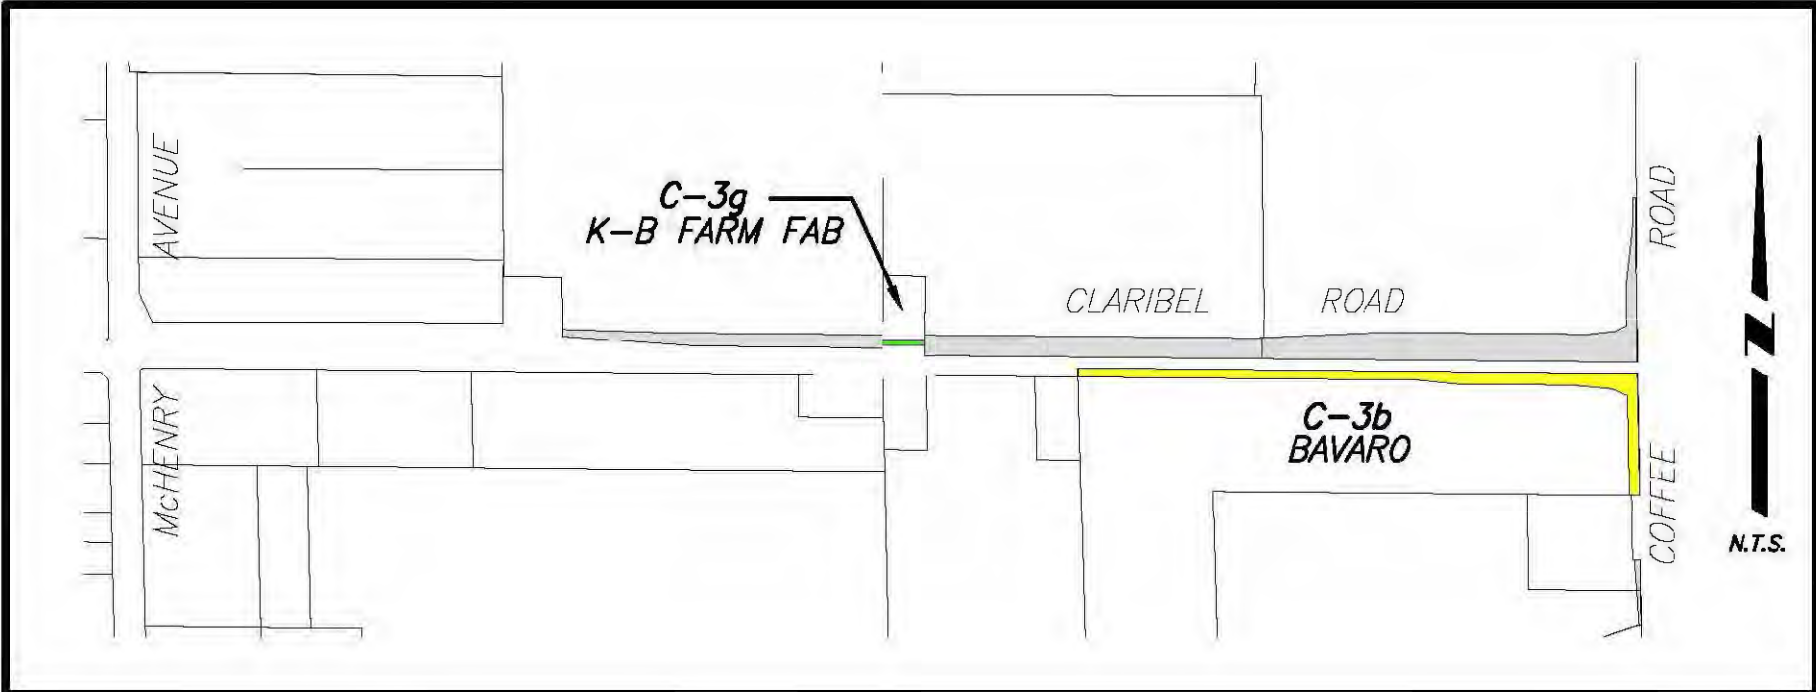 AVENUE
C-3g
K-B FARM FAB
CLARIBEL ROAD
ROAD
McHENRY
C-3b
BAVARO
COFFEE
N
N.T.S.